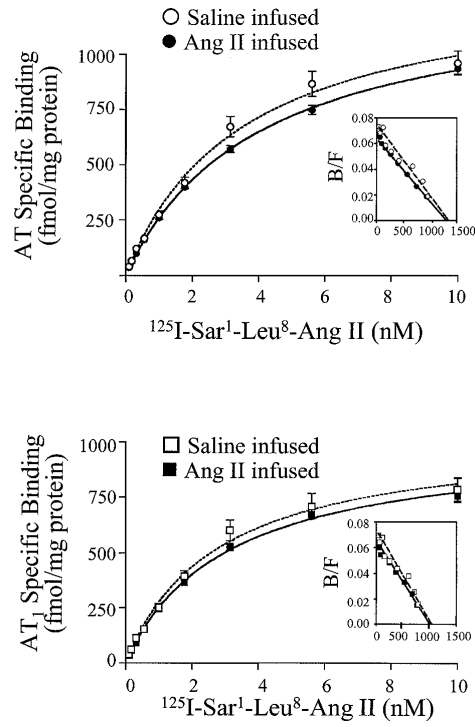 Saline infused
Ang II infused
AT Specific Binding
(fmol/mg protein)
1000
750
500
250
0 2 4 6 8 10
¹²⁵I-Sar¹-Leu⁸-Ang II (nM)
B/F
0.08
0.06
0.04
0.02
0.00
0 500 1000 1500
Saline infused
Ang II infused
AT₁ Specific Binding
(fmol/mg protein)
1000
750
500
250
0
0 2 4 6 8 10
¹²⁵I-Sar¹-Leu⁸-Ang II (nM)
B/F
0.08
0.06
0.04
0.02
0.00
0 500 1000 1500